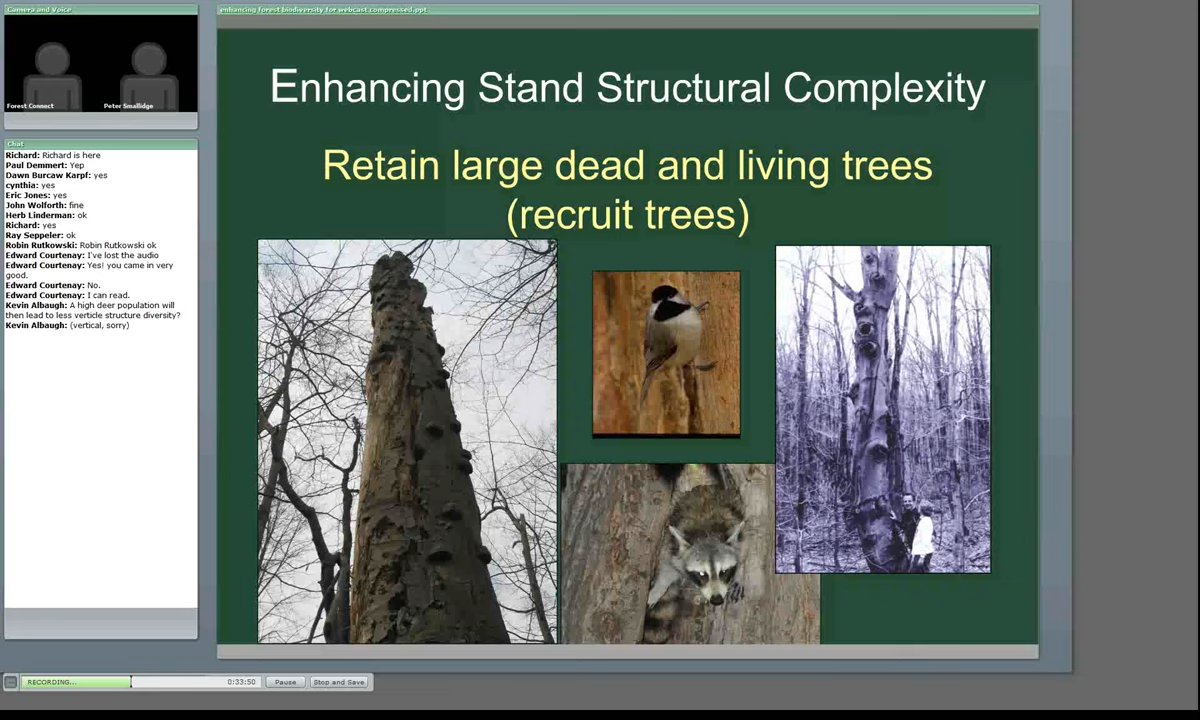 Camera and Voice
Forest Connect
Peter Smallidge
Chat
Richard: Richard is here
Paul Demmert: Yep
Dawn Burcaw Karpf: yes
cynthia: yes
Eric Jones: yes
John Wolforth: fine
Herb Linderman: ok
Richard: yes
Ray Seppeler: ok
Robin Rutkowski: Robin Rutkowski ok
Edward Courtenay: I've lost the audio
Edward Courtenay: Yes! you came in very
good.
Edward Courtenay: No.
Edward Courtenay: I can read.
Kevin Albaugh: A high deer population will
then lead to less verticle structure diversity?
Kevin Albaugh: (vertical, sorry)
enhancing forest biodiversity for webcast compressed.ppt
Enhancing Stand Structural Complexity
Retain large dead and living trees
(recruit trees)
RECORDING...
0:33:50
Pause
Stop and Save